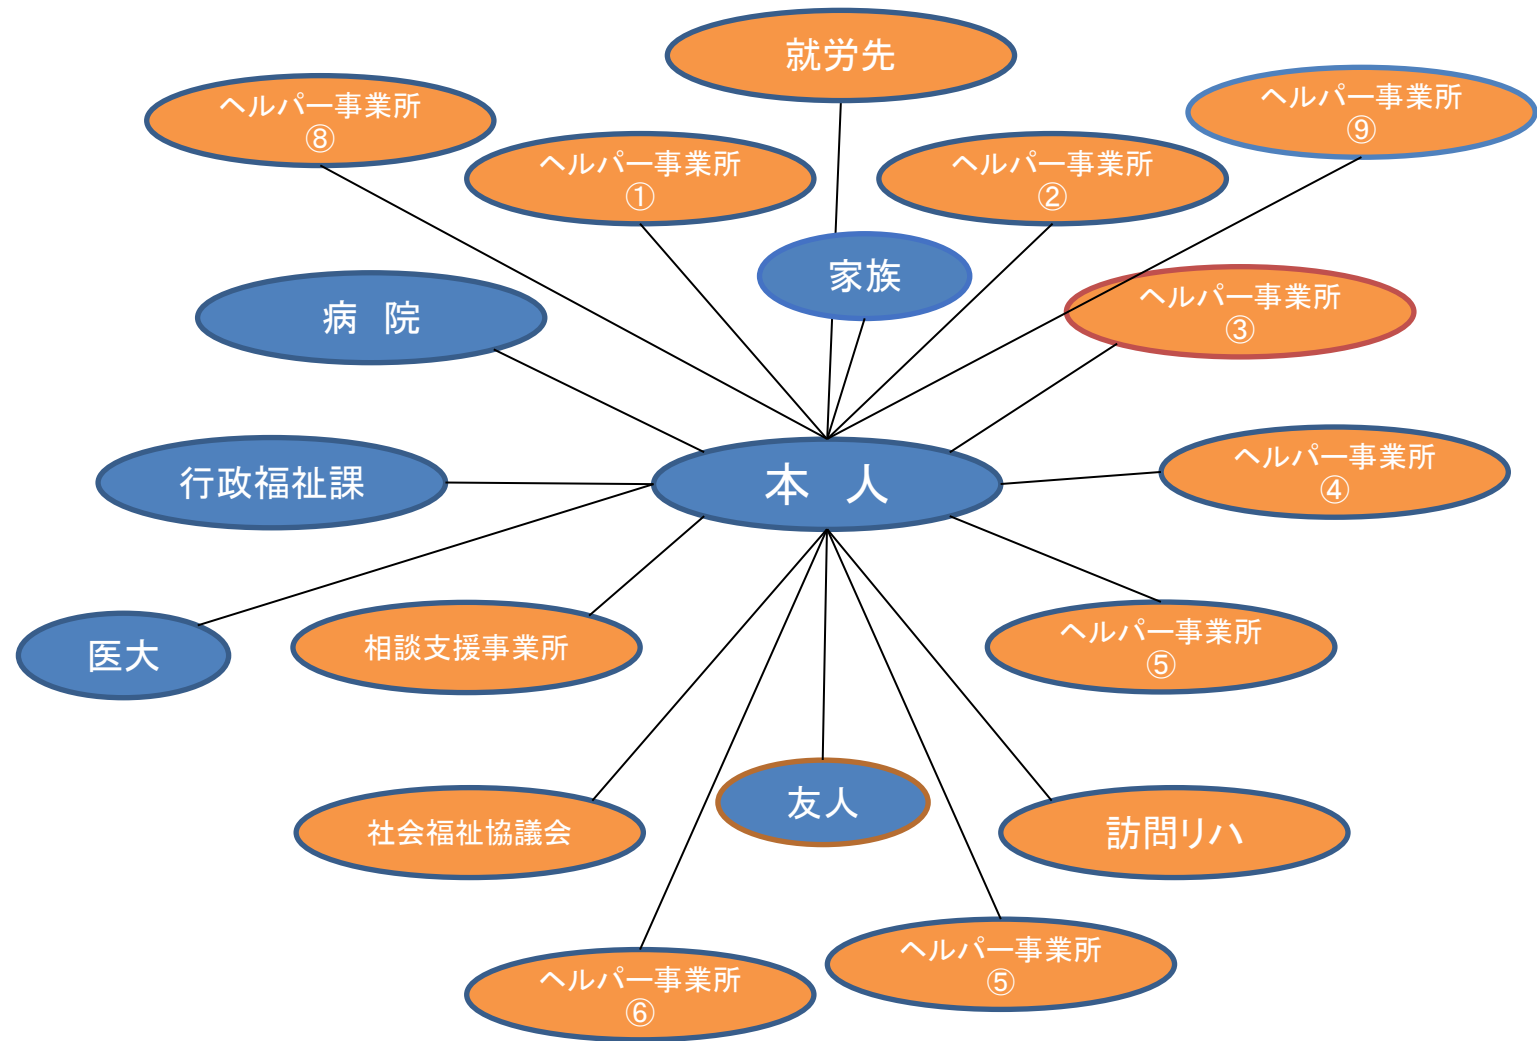 就労先
ヘルパー事業所
⑧
ヘルパー事業所
⑨
ヘルパー事業所
①
ヘルパー事業所
②
家族
病　院
ヘルパー事業所
③
行政福祉課
本　人
ヘルパー事業所
④
医大
相談支援事業所
ヘルパー事業所
⑤
社会福祉協議会
友人
訪問リハ
ヘルパー事業所
⑥
ヘルパー事業所
⑤